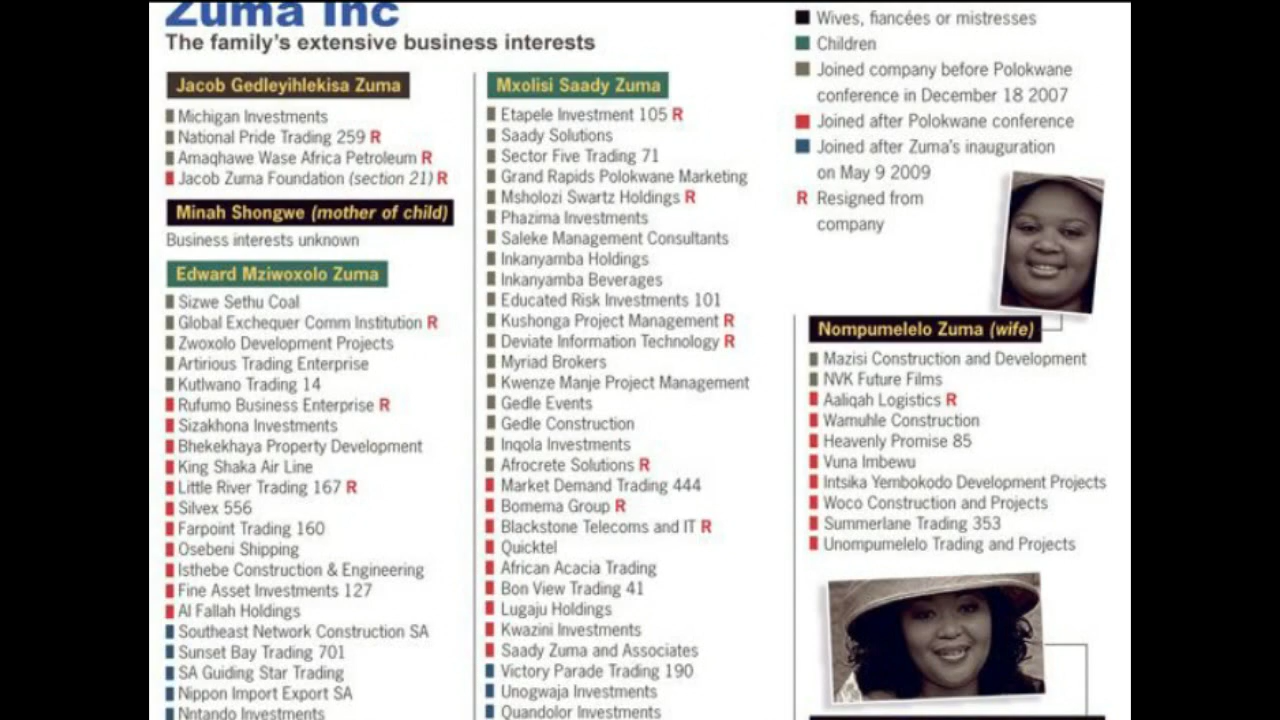 Zuma Inc
The family's extensive business interests
Jacob Gedleyihlekisa Zuma
Michigan Investments
National Pride Trading 259 R
Amaqhawe Wase Africa Petroleum R
Jacob Zuma Foundation (section 21) R
Minah Shongwe (mother of child)
Business interests unknown
Edward Mziwoxolo Zuma
Sizwe Sethu Coal
Global Exchequer Comm Institution R
Zwoxolo Development Projects
Artirious Trading Enterprise
Kutlwano Trading 14
Rufumo Business Enterprise R
Sizakhona Investments
Bhekekhaya Property Development
King Shaka Air Line
Little River Trading 167 R
Silvex 556
Farpoint Trading 160
Osebeni Shipping
Isthebe Construction & Engineering
Fine Asset Investments 127
Al Fallah Holdings
Southeast Network Construction SA
Sunset Bay Trading 701
SA Guiding Star Trading
Nippon Import Export SA
Nntando Investments
Mxolisi Saady Zuma
Etapele Investment 105 R
Saady Solutions
Sector Five Trading 71
Grand Rapids Polokwane Marketing
Msholozi Swartz Holdings R
Phazima Investments
Saleke Management Consultants
Inkanyamba Holdings
Inkanyamba Beverages
Educated Risk Investments 101
Kushonga Project Management R
Deviate Information Technology R
Myriad Brokers
Kwenze Manje Project Management
Gedle Events
Gedle Construction
Inqola Investments
Afrocrete Solutions R
Market Demand Trading 444
Bomema Group R
Blackstone Telecoms and IT R
Quicktel
African Acacia Trading
Bon View Trading 41
Lugaju Holdings
Kwazini Investments
Saady Zuma and Associates
Victory Parade Trading 190
Unogwaja Investments
Quandolor Investments
Wives, fiancées or mistresses
Children
Joined company before Polokwane
conference in December 18 2007
Joined after Polokwane conference
Joined after Zuma's inauguration
on May 9 2009
R Resigned from
company
Nompumelelo Zuma (wife)
Mazisi Construction and Development
NVK Future Films
Aaliqah Logistics R
Wamuhle Construction
Heavenly Promise 85
Vuna Imbewu
Intsika Yembokodo Development Projects
Woco Construction and Projects
Summerlane Trading 353
Unompumelelo Trading and Projects